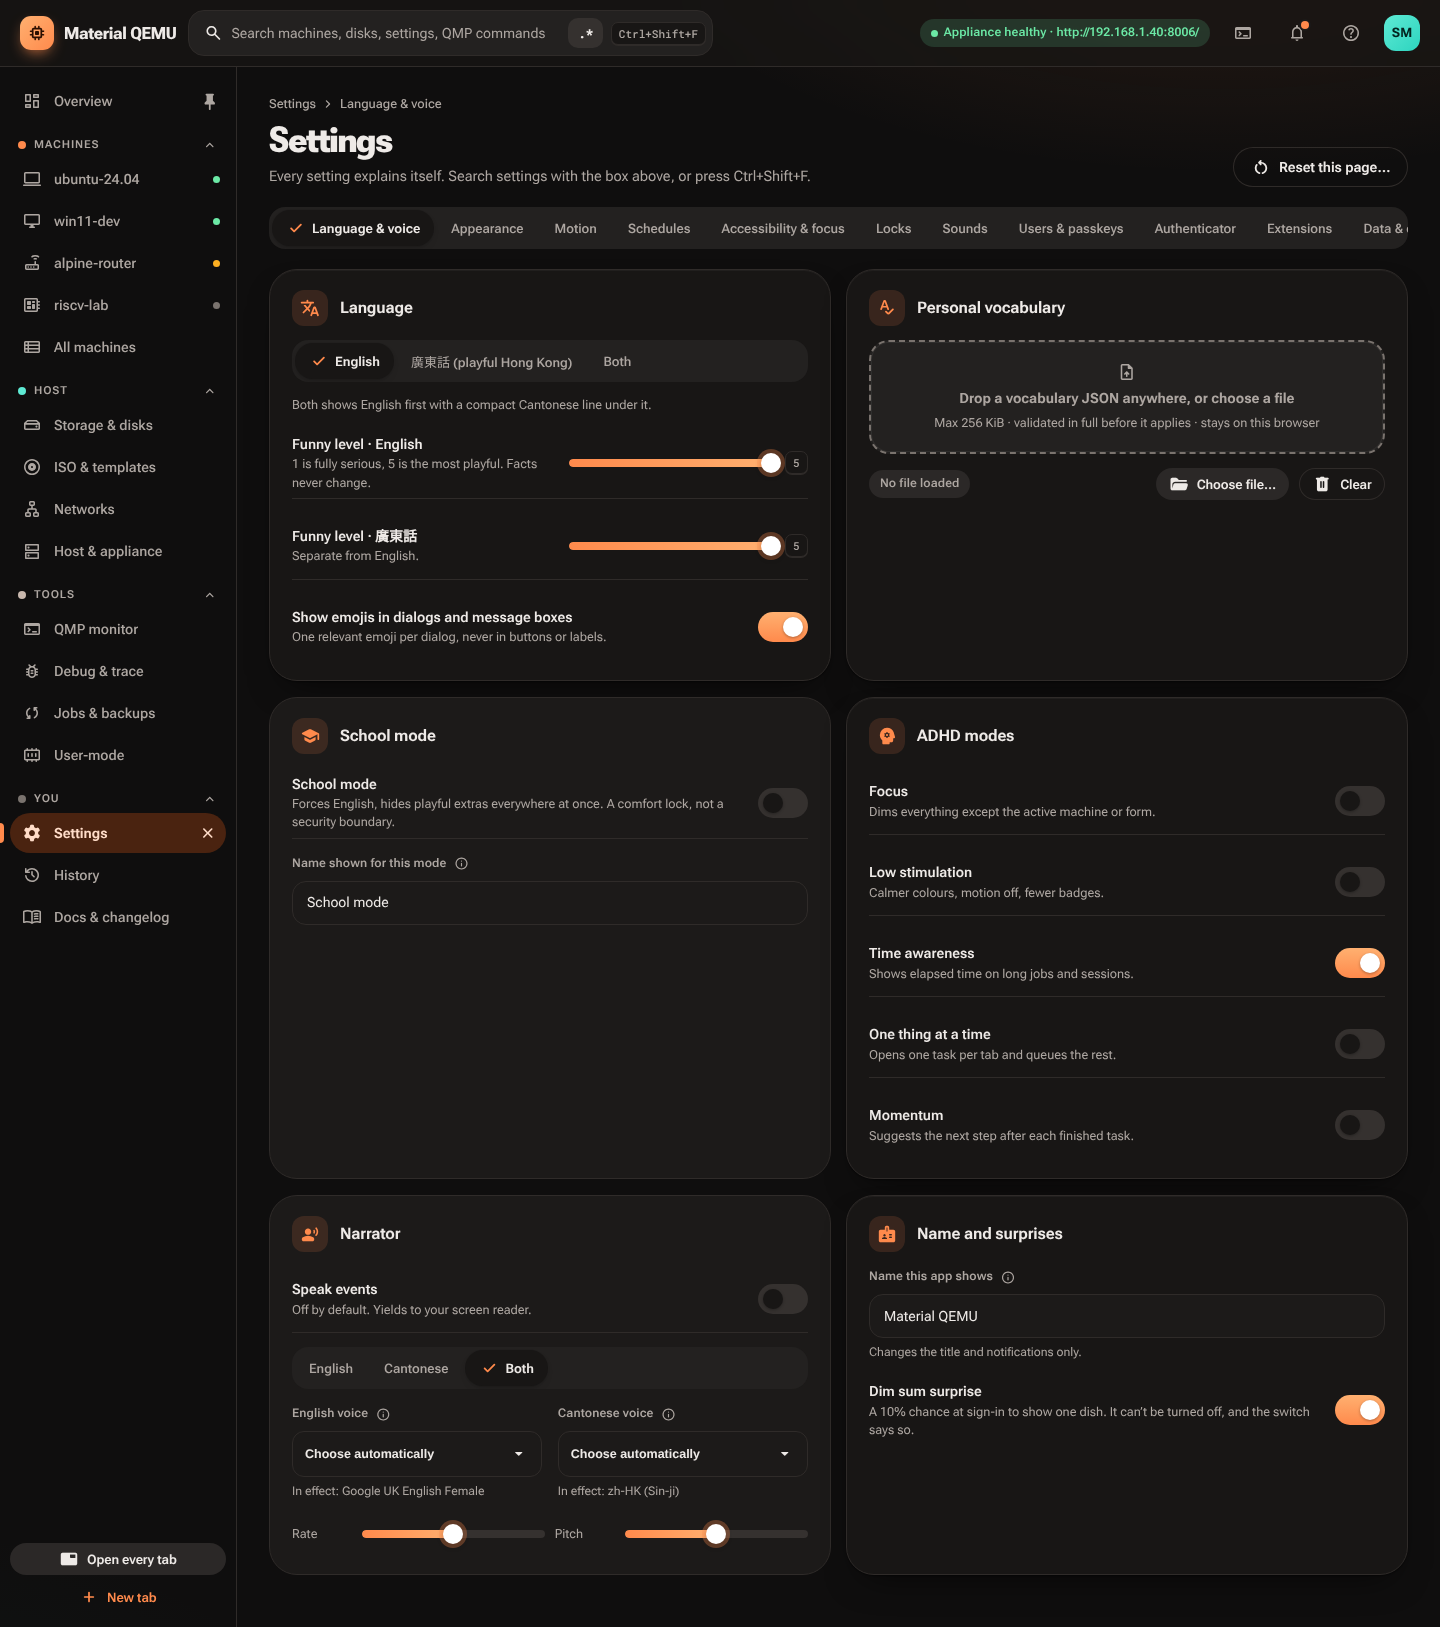 Material QEMU
Search machines, disks, settings, QMP commands
.*
Ctrl+Shift+F
Appliance healthy · http://192.168.1.40:8006/
SM
Overview
MACHINES
ubuntu-24.04
win11-dev
alpine-router
riscv-lab
All machines
HOST
Storage & disks
ISO & templates
Networks
Host & appliance
TOOLS
QMP monitor
Debug & trace
Jobs & backups
User-mode
YOU
Settings
History
Docs & changelog
Open every tab
New tab
Settings > Language & voice
Settings
Every setting explains itself. Search settings with the box above, or press Ctrl+Shift+F.
Reset this page...
Language & voice
Appearance
Motion
Schedules
Accessibility & focus
Locks
Sounds
Users & passkeys
Authenticator
Extensions
Data &
Language
English
廣東話 (playful Hong Kong)
Both
Both shows English first with a compact Cantonese line under it.
Funny level · English
1 is fully serious, 5 is the most playful. Facts
never change.
5
Funny level · 廣東話
Separate from English.
5
Show emojis in dialogs and message boxes
One relevant emoji per dialog, never in buttons or labels.
Personal vocabulary
Drop a vocabulary JSON anywhere, or choose a file
Max 256 KiB · validated in full before it applies · stays on this browser
No file loaded
Choose file...
Clear
School mode
School mode
Forces English, hides playful extras everywhere at once. A comfort lock, not a
security boundary.
Name shown for this mode
School mode
ADHD modes
Focus
Dims everything except the active machine or form.
Low stimulation
Calmer colours, motion off, fewer badges.
Time awareness
Shows elapsed time on long jobs and sessions.
One thing at a time
Opens one task per tab and queues the rest.
Momentum
Suggests the next step after each finished task.
Narrator
Speak events
Off by default. Yields to your screen reader.
English
Cantonese
Both
English voice
Cantonese voice
Choose automatically
Choose automatically
In effect: Google UK English Female
In effect: zh-HK (Sin-ji)
Rate
Pitch
Name and surprises
Name this app shows
Material QEMU
Changes the title and notifications only.
Dim sum surprise
A 10% chance at sign-in to show one dish. It can't be turned off, and the switch
says so.